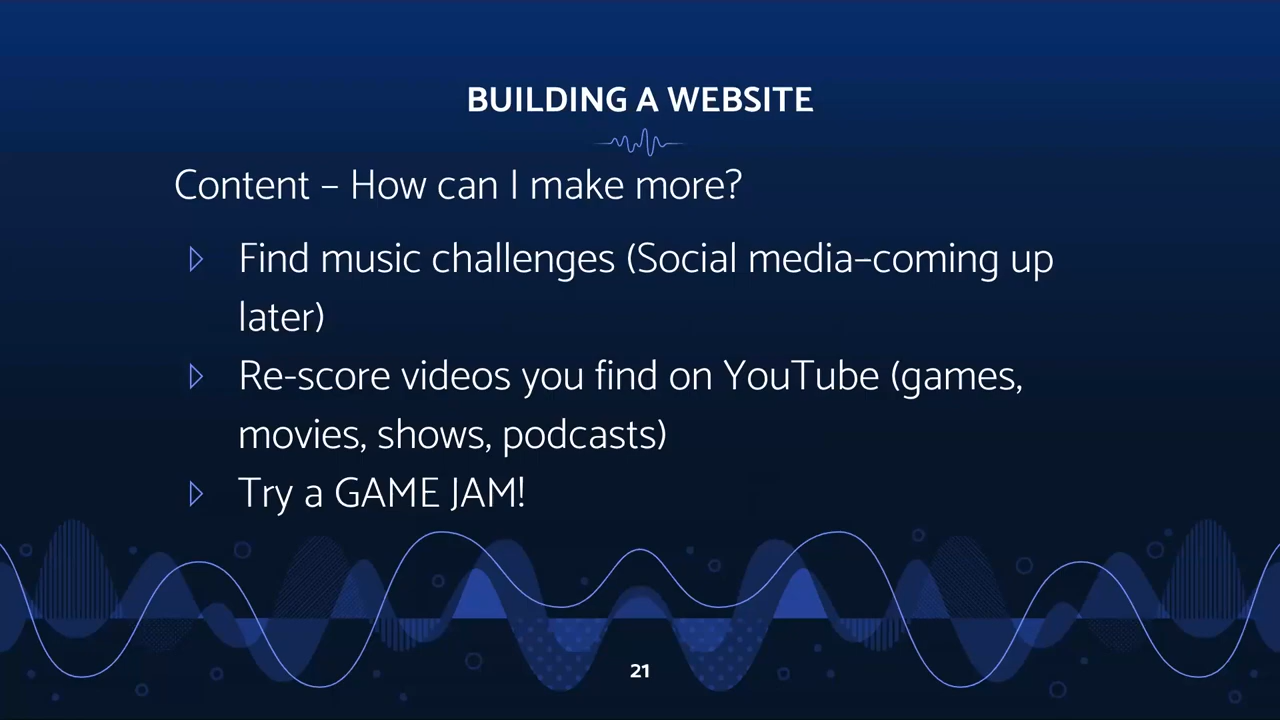 BUILDING A WEBSITE
Content – How can I make more?
Find music challenges (Social media–coming up
later)
Re-score videos you find on YouTube (games,
movies, shows, podcasts)
Try a GAME JAM!
21